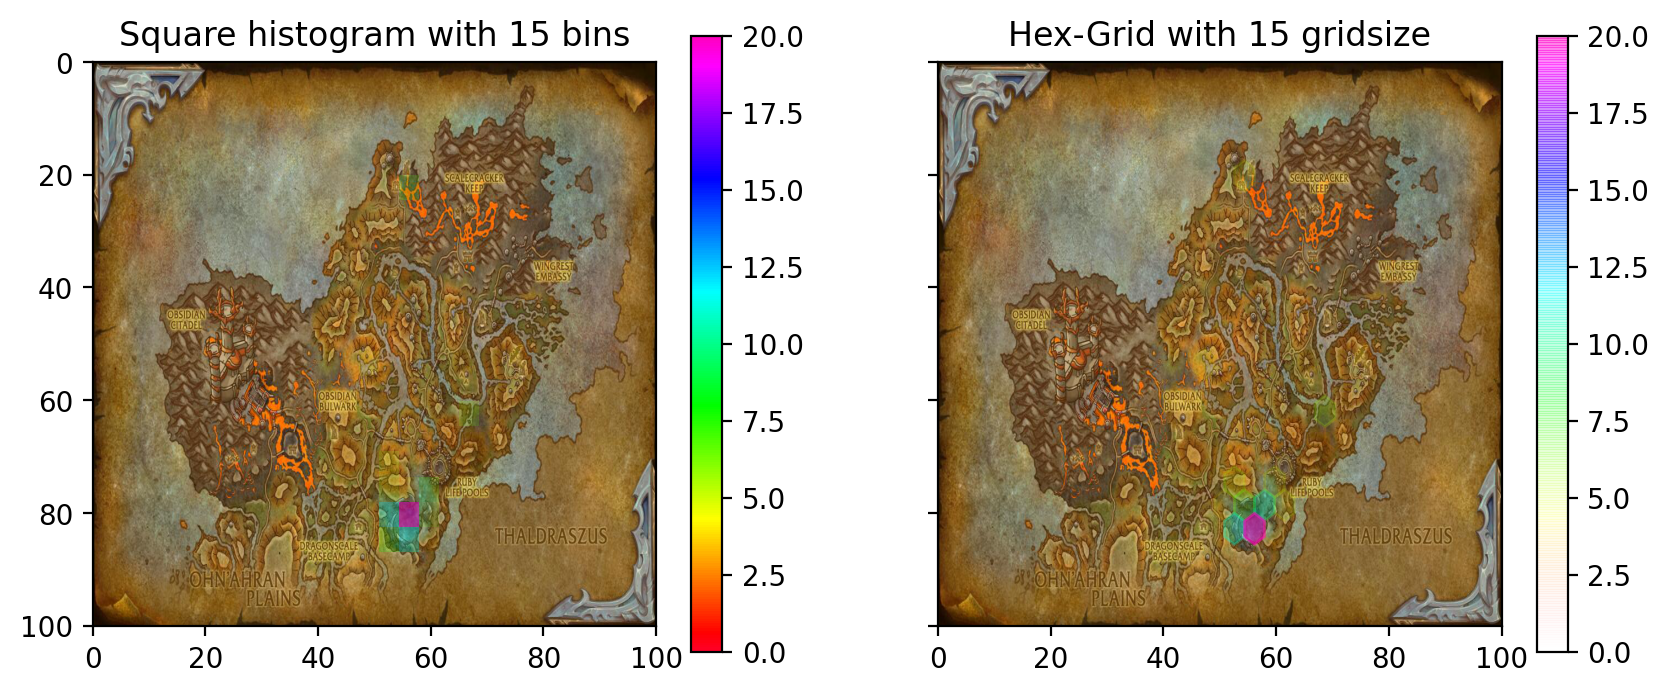 Square histogram with 15 bins
Hex-Grid with 15 gridsize
0
20
40
60
80
100
0
20
40
60
80
100
SCALECRACKER
KEEP
WINGREST
EMBASSY
OBSIDIAN
CITADEL
OBSIDIAN
BULWARK
RUBY
LIFEPOOLS
DRAGONSCALE
BASECAMP
THALDRASZUS
OHN'AHRAN
PLAINS
20.0
17.5
15.0
12.5
10.0
7.5
5.0
2.5
0.0
SCALECRACKER
KEEP
WINGREST
EMBASSY
OBSIDIAN
CITADEL
OBSIDIAN
BULWARK
RUBY
LIFEPOOLS
DRAGONSCALE
BASECAMP
THALDRASZUS
OHN'AHRAN
PLAINS
0
20
40
60
80
100
20.0
17.5
15.0
12.5
10.0
7.5
5.0
2.5
0.0